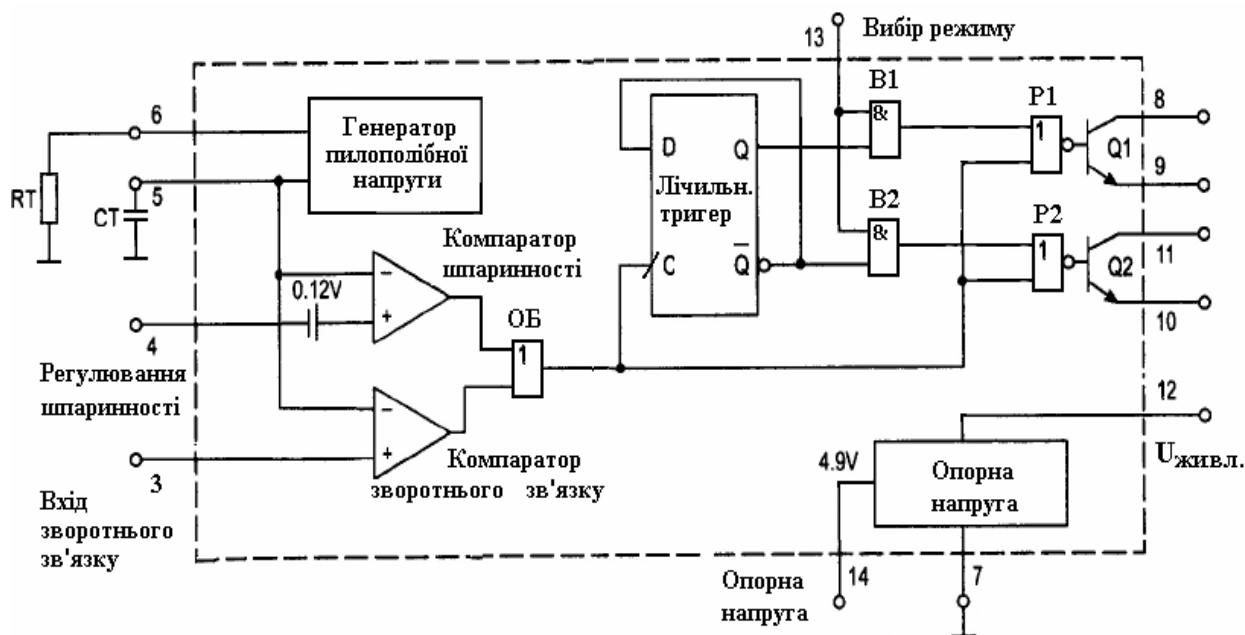 13
Вибір режиму
6
Генератор
пилоподібної
напруги
RT
5
CT
D
Q
Лічильн.
тригер
C
Q
B1
&
B2
&
P1
1
8
Q1
9
P2
1
11
Q2
10
Компаратор
шпаринності
0.12V
−
+
4
ОБ
1
Регулювання
шпаринності
−
+
3
Компаратор
зворотнього зв'язку
Вхід
зворотнього
зв'язку
12
Uживл.
4.9V
Опорна
напруга
14
7
Опорна
напруга